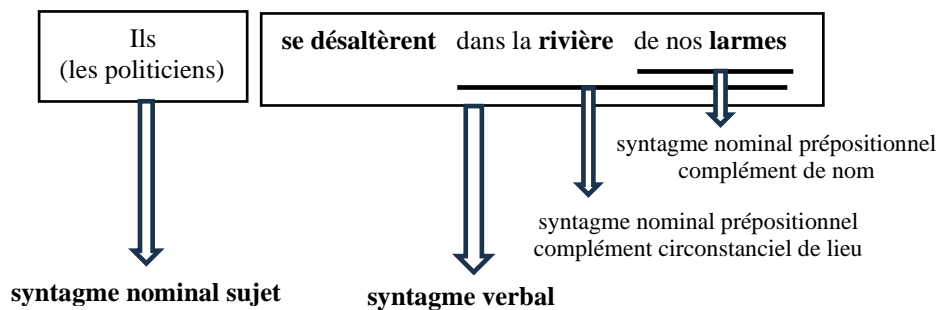 Ils
(les politiciens)
se désaltèrent dans la rivière de nos larmes
syntagme nominal prépositionnel
complément de nom
syntagme nominal prépositionnel
complément circonstanciel de lieu
syntagme nominal sujet
syntagme verbal